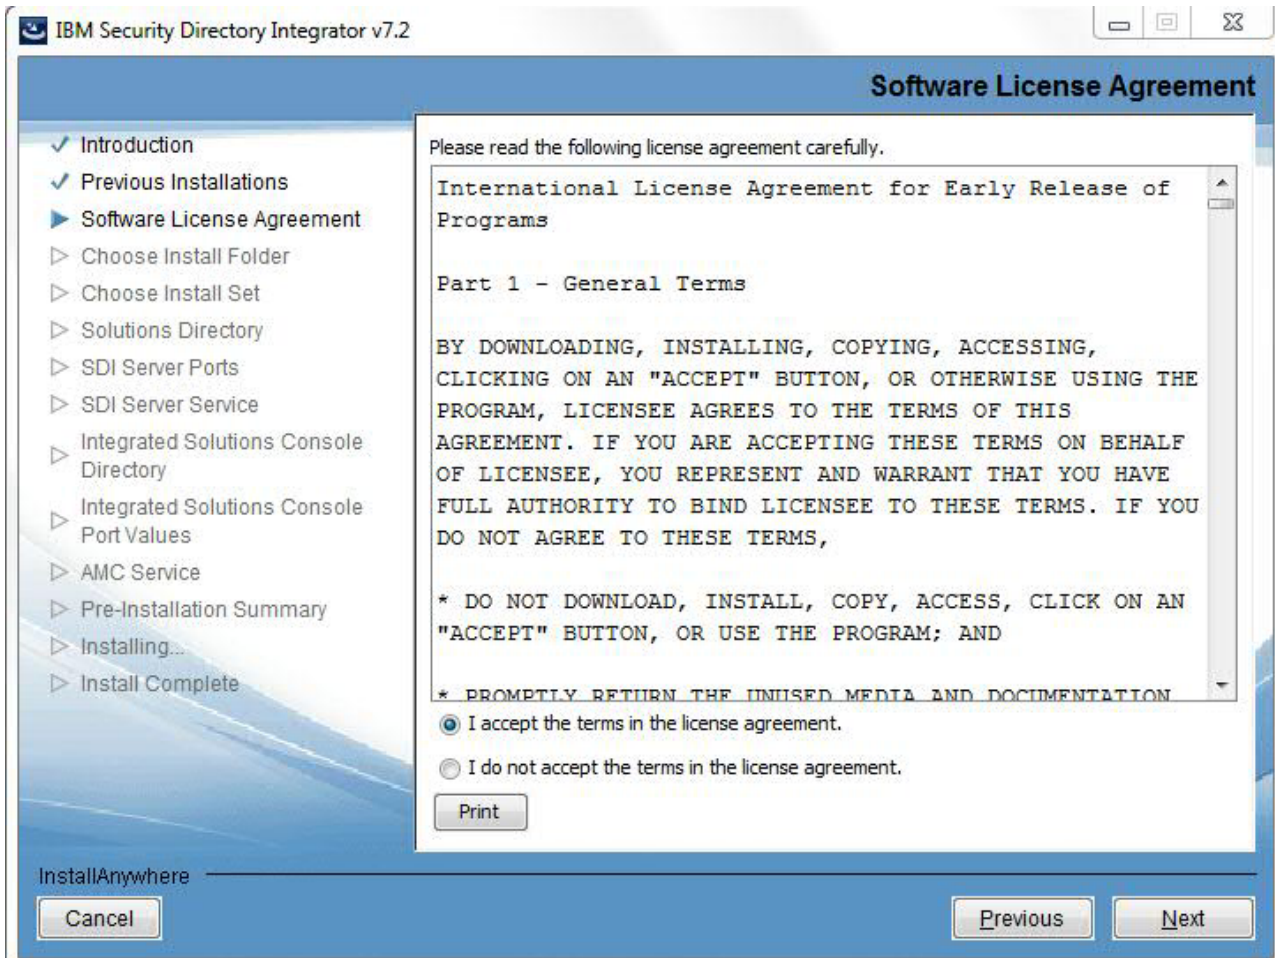 IBM Security Directory Integrator v7.2
Software License Agreement
Introduction
Previous Installations
Software License Agreement
Choose Install Folder
Choose Install Set
Solutions Directory
SDI Server Ports
SDI Server Service
Integrated Solutions Console
Directory
Integrated Solutions Console
Port Values
AMC Service
Pre-Installation Summary
Installing...
Install Complete
Please read the following license agreement carefully.
International License Agreement for Early Release of
Programs
Part 1 - General Terms
BY DOWNLOADING, INSTALLING, COPYING, ACCESSING,
CLICKING ON AN "ACCEPT" BUTTON, OR OTHERWISE USING THE
PROGRAM, LICENSEE AGREES TO THE TERMS OF THIS
AGREEMENT. IF YOU ARE ACCEPTING THESE TERMS ON BEHALF
OF LICENSEE, YOU REPRESENT AND WARRANT THAT YOU HAVE
FULL AUTHORITY TO BIND LICENSEE TO THESE TERMS. IF YOU
DO NOT AGREE TO THESE TERMS,
* DO NOT DOWNLOAD, INSTALL, COPY, ACCESS, CLICK ON AN
"ACCEPT" BUTTON, OR USE THE PROGRAM; AND
* PROMPTLY RETURN THE UNUSED MEDIA AND DOCUMENTATION
I accept the terms in the license agreement.
I do not accept the terms in the license agreement.
Print
InstallAnywhere
Cancel
Previous
Next